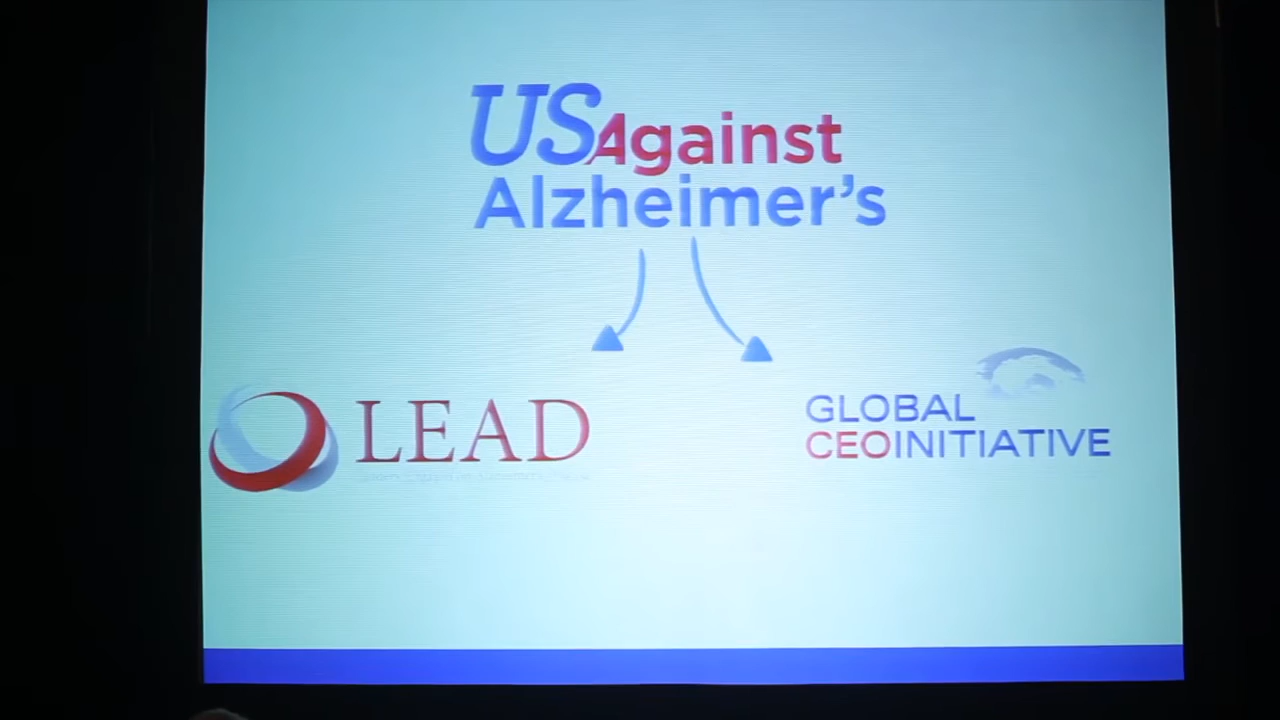 USAgainst
Alzheimer's
LEAD
GLOBAL
CEOINITIATIVE